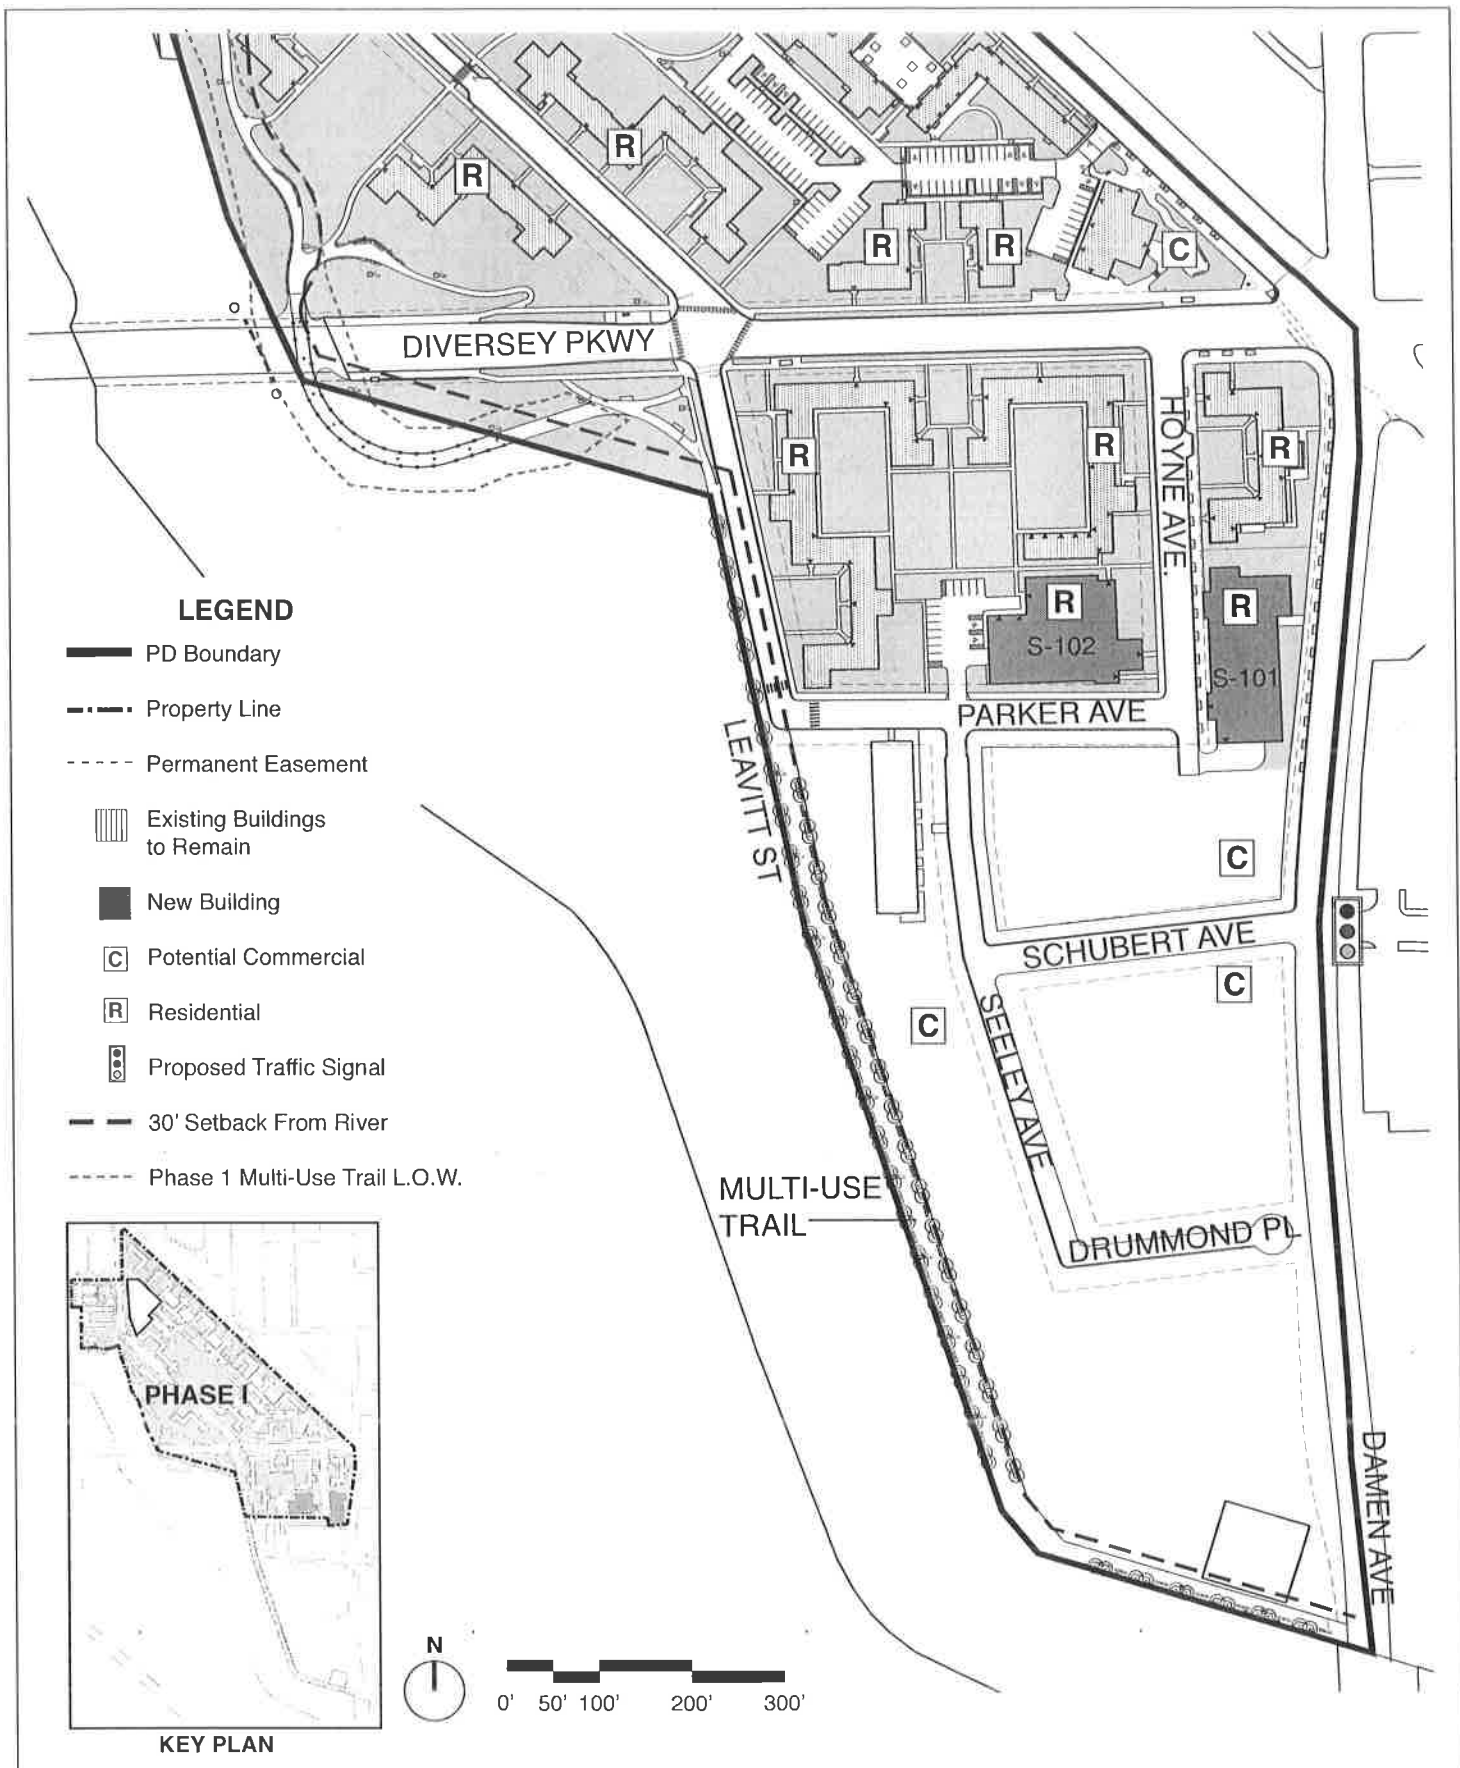 R
R
R
R
C
DIVERSEY PKWY
HOYNE AVE.
R
R
R
LEGEND
PD Boundary
Property Line
Permanent Easement
Existing Buildings
to Remain
New Building
C Potential Commercial
R Residential
Proposed Traffic Signal
30' Setback From River
Phase 1 Multi-Use Trail L.O.W.
R
S-102
R
S-101
PARKER AVE
LEAVITT ST
C
SCHUBERT AVE
C
C
SEELEY AVE
MULTI-USE
TRAIL
DRUMMOND PL
DAMEN AVE
PHASE I
KEY PLAN
N
0' 50' 100' 200' 300'